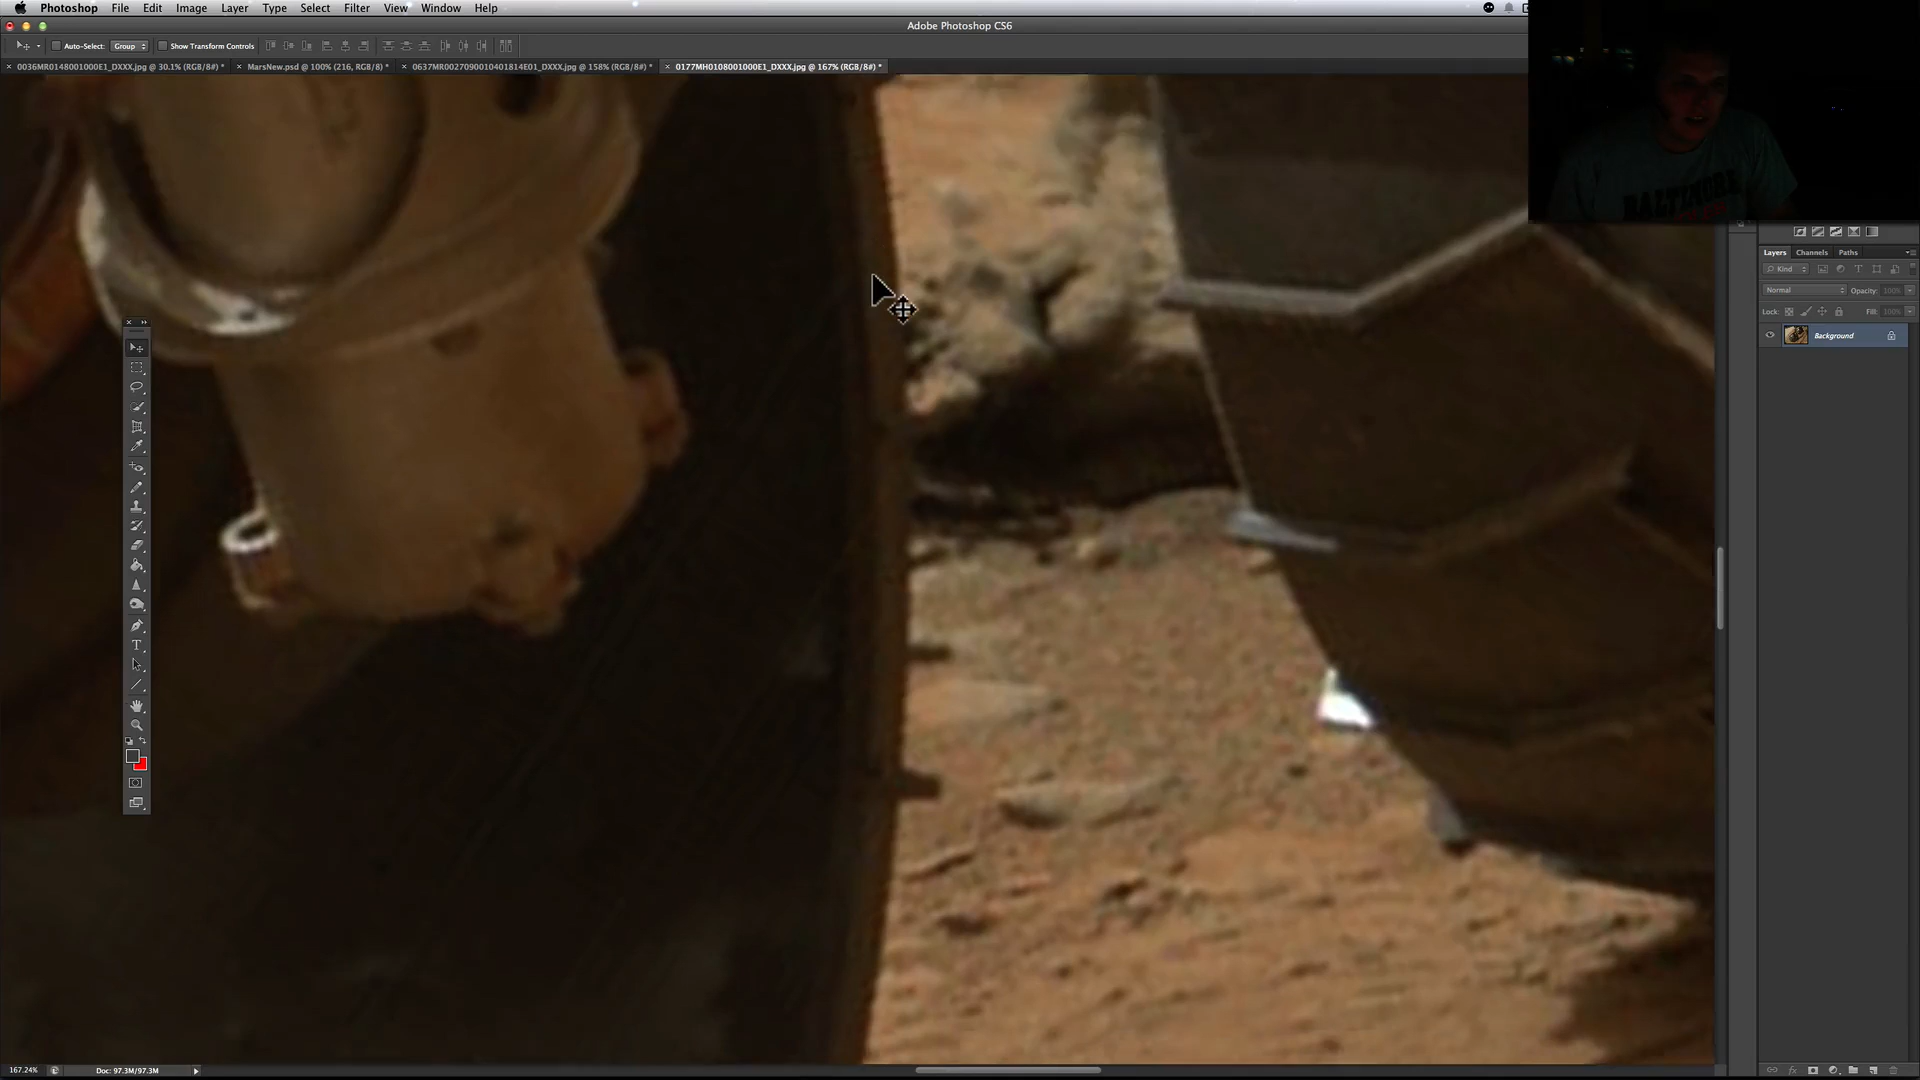 Photoshop File Edit Image Layer Type Select Filter View Window Help
Adobe Photoshop CS6
Auto-Select: Group Show Transform Controls
0036MR0148001000E1_DXXX.jpg @ 30.1% (RGB/8#) * MarsNew.psd @ 100% (216, RGB/8) * 0637MR0027090010401814E01_DXXX.jpg @ 158% (RGB/8#) * 0177MH0108001000E1_DXXX.jpg @ 167% (RGB/8#) *
BALTIMORE
Layers Channels Paths
Kind
Normal Opacity: 100%
Lock: Fill: 100%
Background
167.24% Doc: 97.3M/97.3M